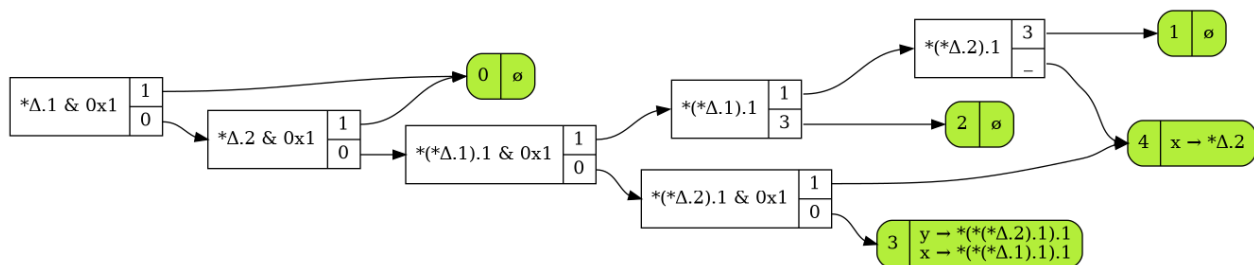 *Δ.1 & 0x1
1
0
*Δ.2 & 0x1
1
0
0 ø
*(*Δ.1).1 & 0x1
1
0
*(*Δ.1).1
1
3
*(*Δ.2).1 & 0x1
1
0
*(*Δ.2).1
3
_
2 ø
3
y → *(*(*Δ.2).1).1
x → *(*(*Δ.1).1).1
1 ø
4 x → *Δ.2